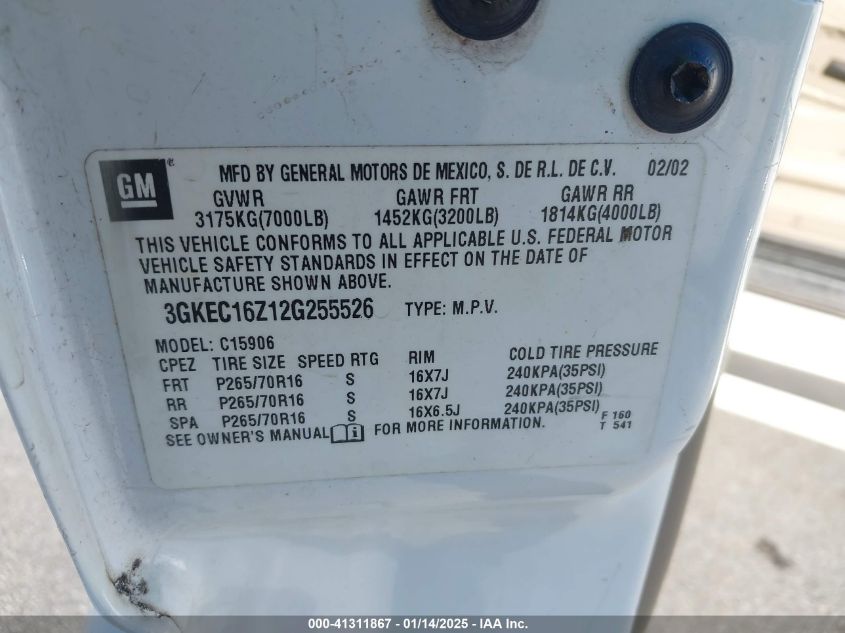 GM ® MFD BY GENERAL MOTORS DE MEXICO, S. DE R.L. DE C.V. 02/02
GVWR GAWR FRT GAWR RR
3175KG(7000LB) 1452KG(3200LB) 1814KG(4000LB)
THIS VEHICLE CONFORMS TO ALL APPLICABLE U.S. FEDERAL MOTOR
VEHICLE SAFETY STANDARDS IN EFFECT ON THE DATE OF
MANUFACTURE SHOWN ABOVE.
3GKEC16Z12G255526 TYPE: M.P.V.
MODEL: C15906
CPEZ TIRE SIZE SPEED RTG RIM COLD TIRE PRESSURE
FRT P265/70R16 S 16X7J 240KPA(35PSI)
RR P265/70R16 S 16X7J 240KPA(35PSI)
SPA P265/70R16 S 16X6.5J 240KPA(35PSI) F 160
SEE OWNER'S MANUAL i FOR MORE INFORMATION. T 541
000-41311867 - 01/14/2025 - IAA Inc.